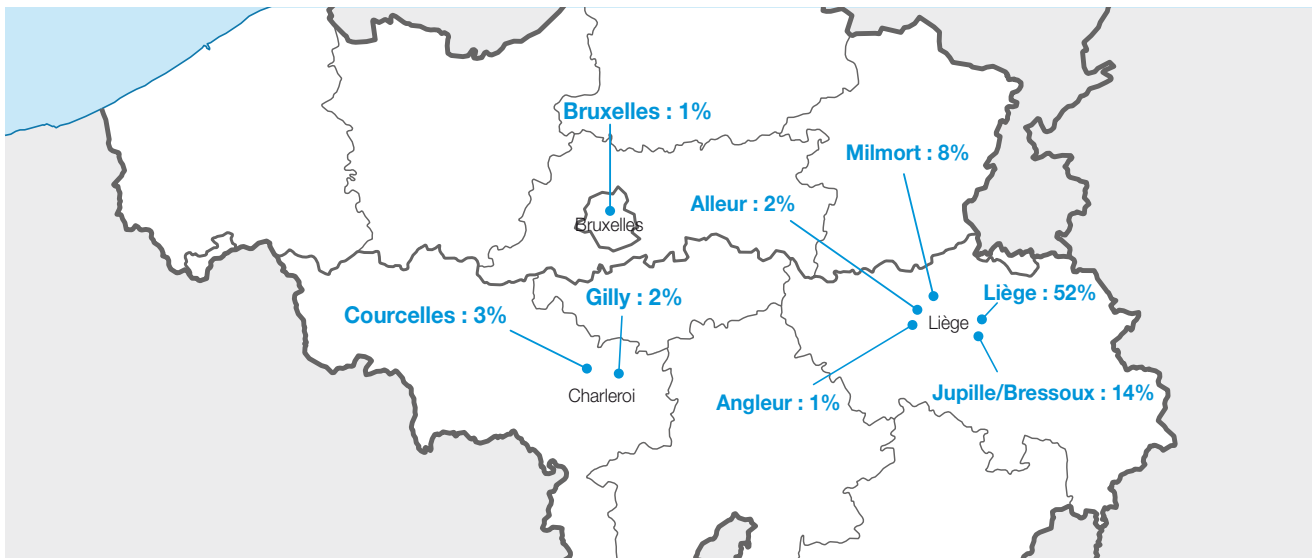 Bruxelles : 1%
Milmort : 8%
Alleur : 2%
Bruxelles
Gilly : 2%
Liège : 52%
Courcelles : 3%
Liège
Charleroi
Angleur : 1%
Jupille/Bressoux : 14%